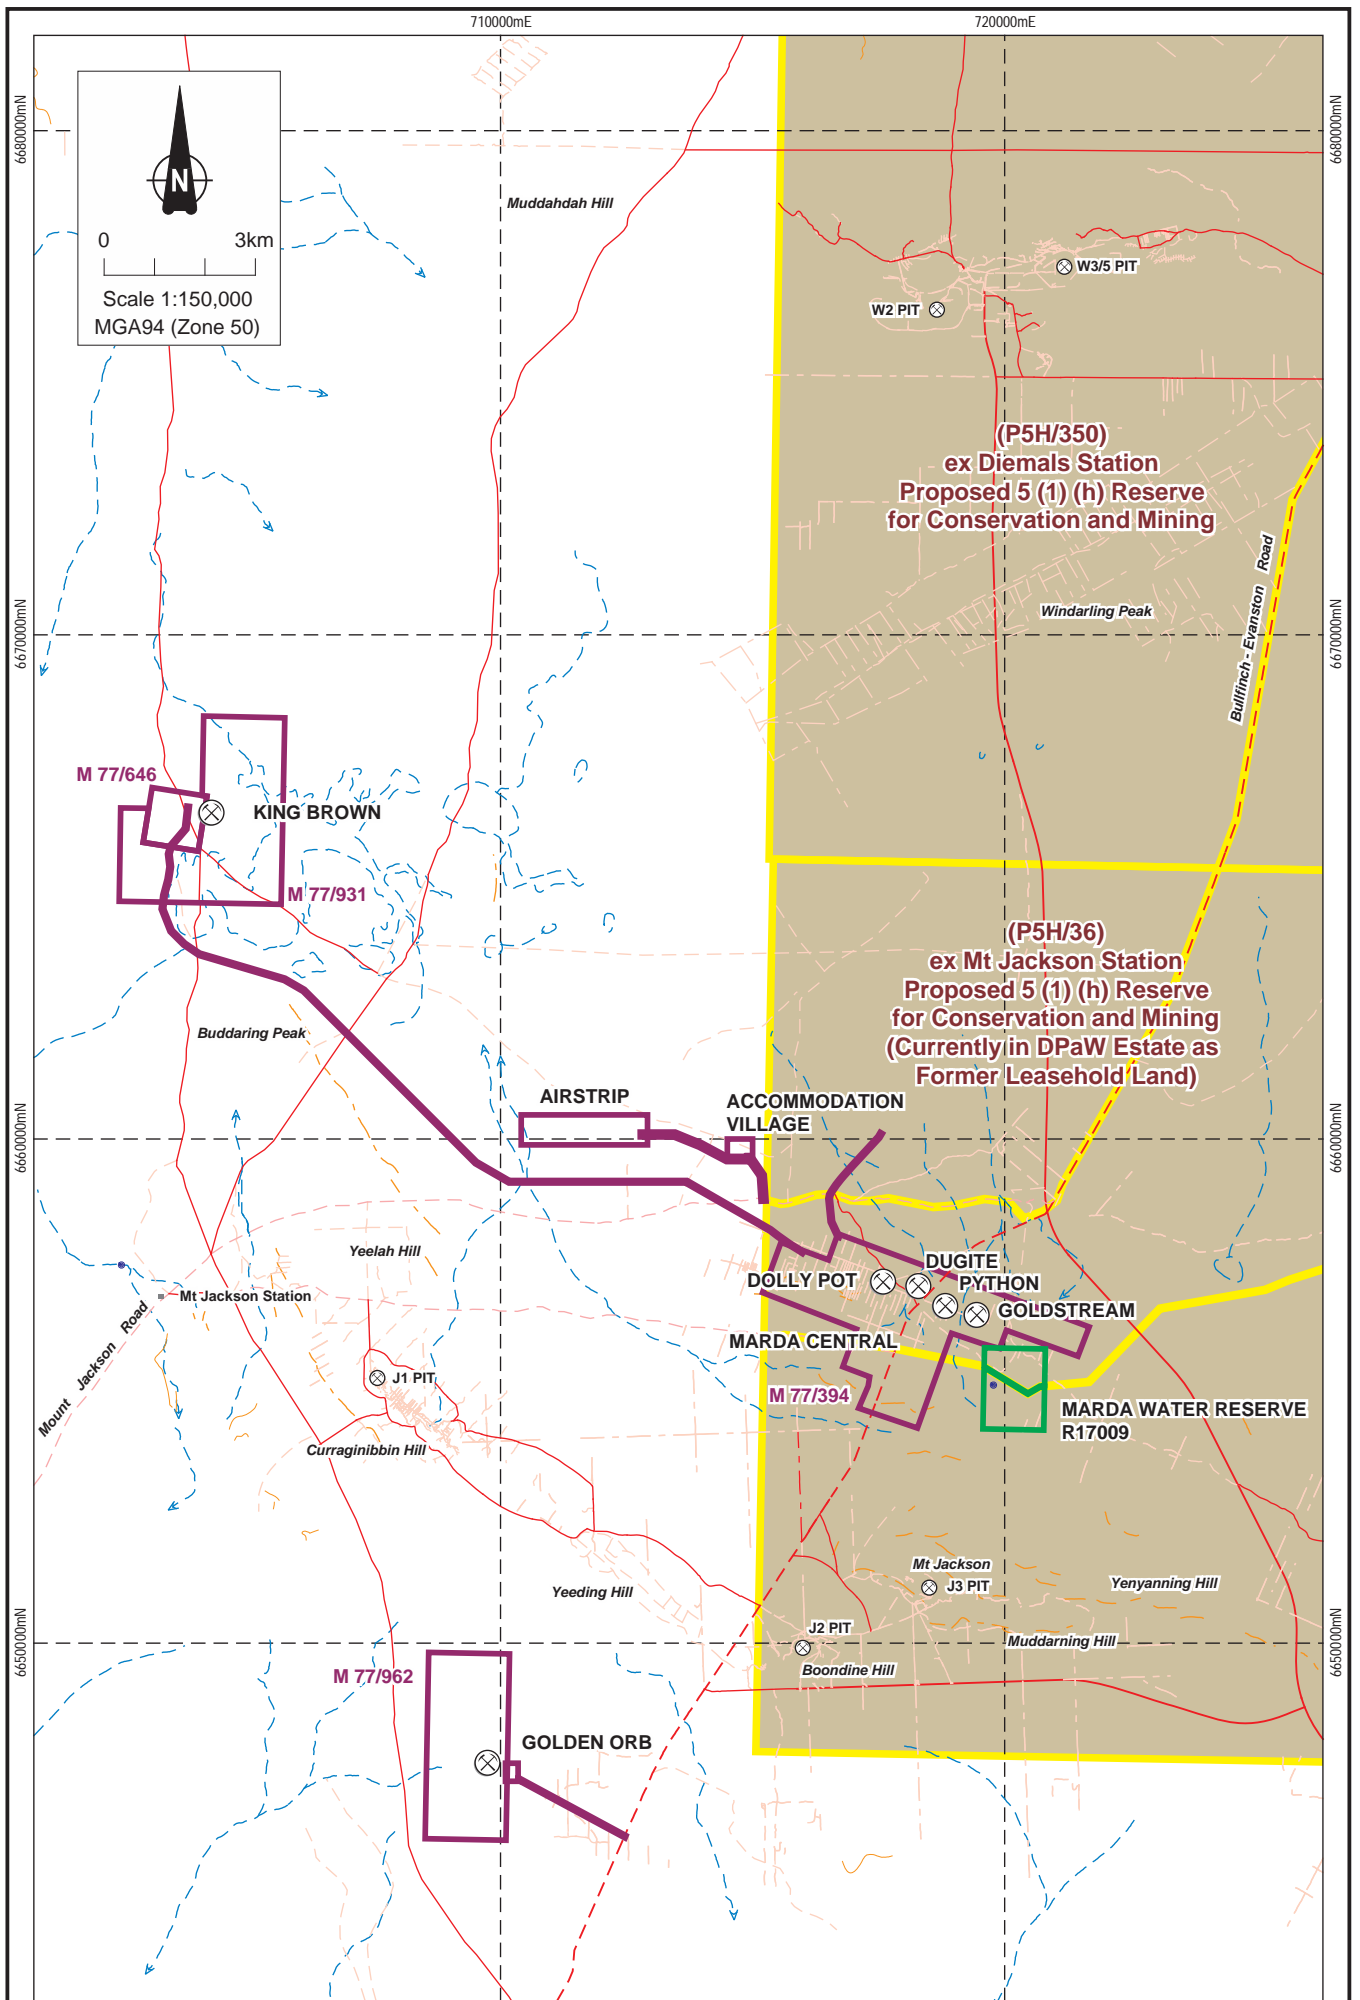 710000mE
720000mE
6680000mN
6680000mN
N
0 3km
Scale 1:150,000
MGA94 (Zone 50)
Muddahdah Hill
W3/5 PIT
W2 PIT
(P5H/350)
ex Diemals Station
Proposed 5 (1) (h) Reserve
for Conservation and Mining
Bullfinch - Evanston Road
Windarling Peak
6670000mN
6670000mN
M 77/646
KING BROWN
M 77/931
(P5H/36)
ex Mt Jackson Station
Proposed 5 (1) (h) Reserve
for Conservation and Mining
(Currently in DPaW Estate as
Former Leasehold Land)
Buddaring Peak
AIRSTRIP
ACCOMMODATION
VILLAGE
6660000mN
6660000mN
Yeelah Hill
DUGITE
DOLLY POT
PYTHON
Mt Jackson Station
GOLDSTREAM
MARDA CENTRAL
Mount Jackson Road
J1 PIT
M 77/394
MARDA WATER RESERVE
R17009
Curraginibbin Hill
Mt Jackson
J3 PIT
Yenyanning Hill
Yeeding Hill
J2 PIT
Muddarning Hill
6650000mN
6650000mN
Boondine Hill
M 77/962
GOLDEN ORB